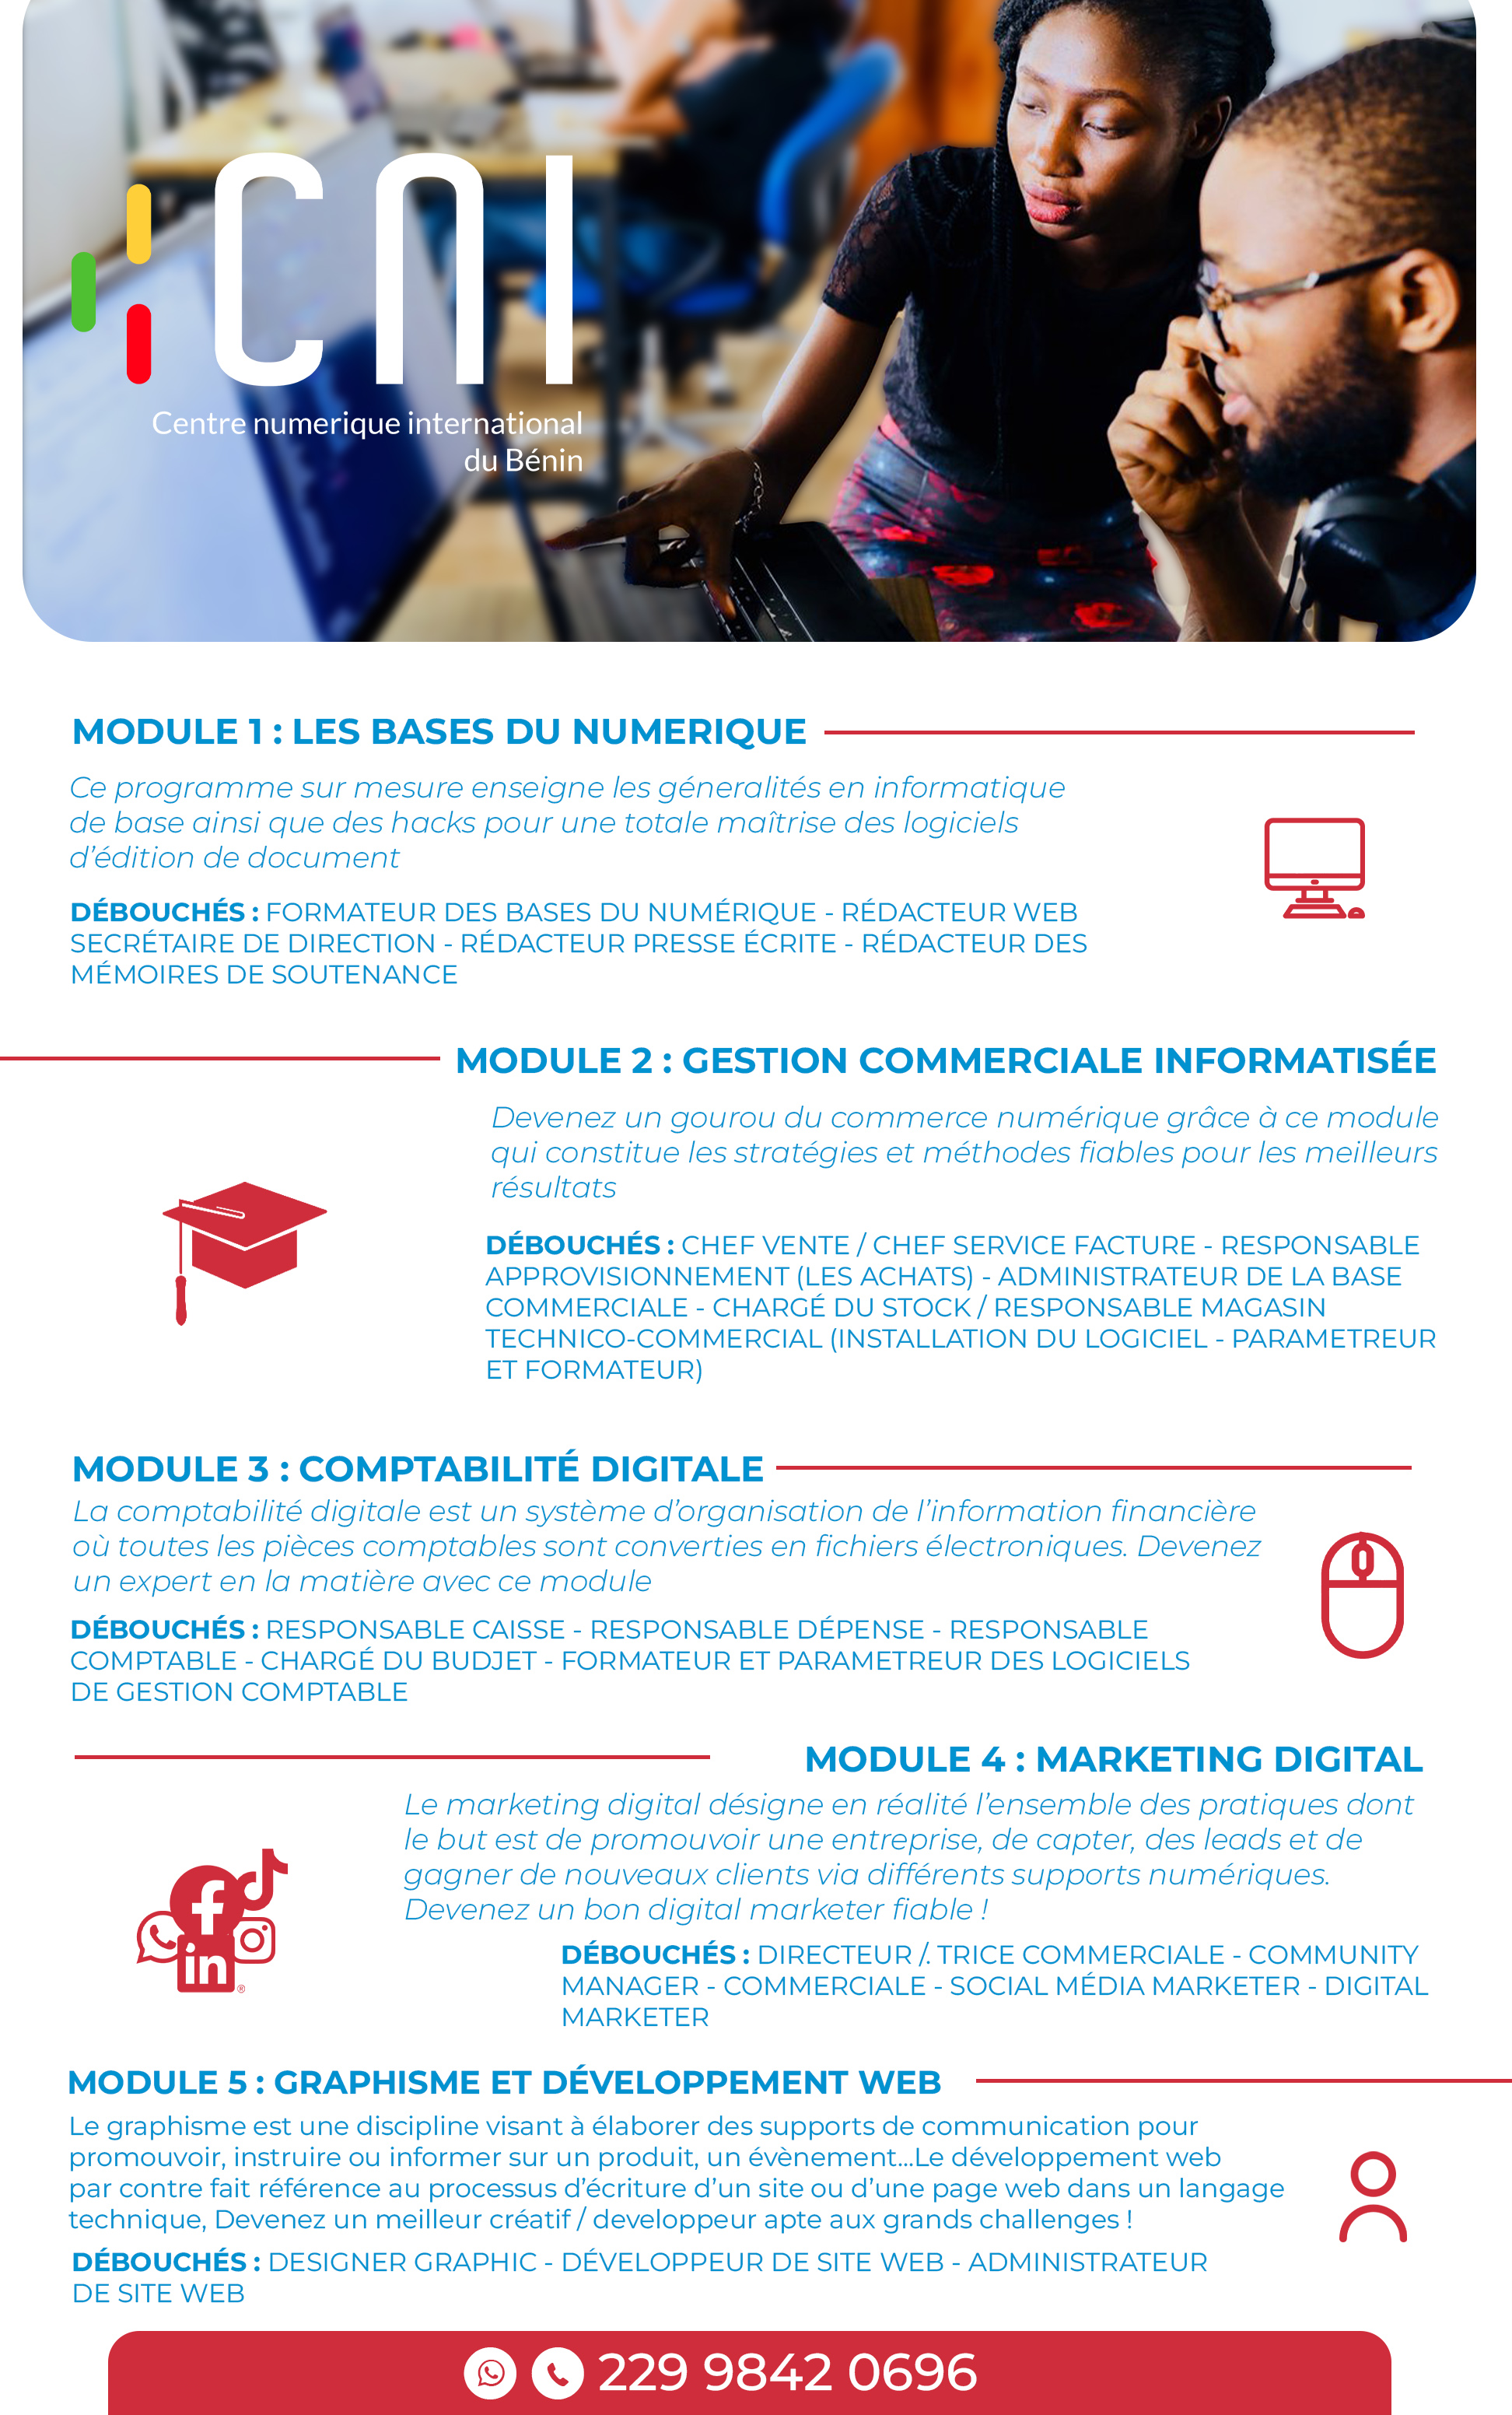 CNI
Centre numerique international
du Bénin
MODULE 1 : LES BASES DU NUMERIQUE
Ce programme sur mesure enseigne les géneralités en informatique
de base ainsi que des hacks pour une totale maîtrise des logiciels
d'édition de document
DÉBOUCHÉS : FORMATEUR DES BASES DU NUMÉRIQUE - RÉDACTEUR WEB
SECRÉTAIRE DE DIRECTION - RÉDACTEUR PRESSE ÉCRITE - RÉDACTEUR DES
MÉMOIRES DE SOUTENANCE
MODULE 2 : GESTION COMMERCIALE INFORMATISÉE
Devenez un gourou du commerce numérique grâce à ce module
qui constitue les stratégies et méthodes fiables pour les meilleurs
résultats
DÉBOUCHÉS : CHEF VENTE / CHEF SERVICE FACTURE - RESPONSABLE
APPROVISIONNEMENT (LES ACHATS) - ADMINISTRATEUR DE LA BASE
COMMERCIALE - CHARGÉ DU STOCK / RESPONSABLE MAGASIN
TECHNICO-COMMERCIAL (INSTALLATION DU LOGICIEL - PARAMETREUR
ET FORMATEUR)
MODULE 3 : COMPTABILITÉ DIGITALE
La comptabilité digitale est un système d'organisation de l'information financière
où toutes les pièces comptables sont converties en fichiers électroniques. Devenez
un expert en la matière avec ce module
DÉBOUCHÉS : RESPONSABLE CAISSE - RESPONSABLE DÉPENSE - RESPONSABLE
COMPTABLE - CHARGÉ DU BUDJET - FORMATEUR ET PARAMETREUR DES LOGICIELS
DE GESTION COMPTABLE
MODULE 4 : MARKETING DIGITAL
Le marketing digital désigne en réalité l'ensemble des pratiques dont
le but est de promouvoir une entreprise, de capter, des leads et de
gagner de nouveaux clients via différents supports numériques.
Devenez un bon digital marketer fiable !
in®
DÉBOUCHÉS : DIRECTEUR /. TRICE COMMERCIALE - COMMUNITY
MANAGER - COMMERCIALE - SOCIAL MÉDIA MARKETER - DIGITAL
MARKETER
MODULE 5 : GRAPHISME ET DÉVELOPPEMENT WEB
Le graphisme est une discipline visant à élaborer des supports de communication pour
promouvoir, instruire ou informer sur un produit, un évènement...Le développement web
par contre fait référence au processus d'écriture d'un site ou d'une page web dans un langage
technique, Devenez un meilleur créatif / developpeur apte aux grands challenges !
DÉBOUCHÉS : DESIGNER GRAPHIC - DÉVELOPPEUR DE SITE WEB - ADMINISTRATEUR
DE SITE WEB
229 9842 0696